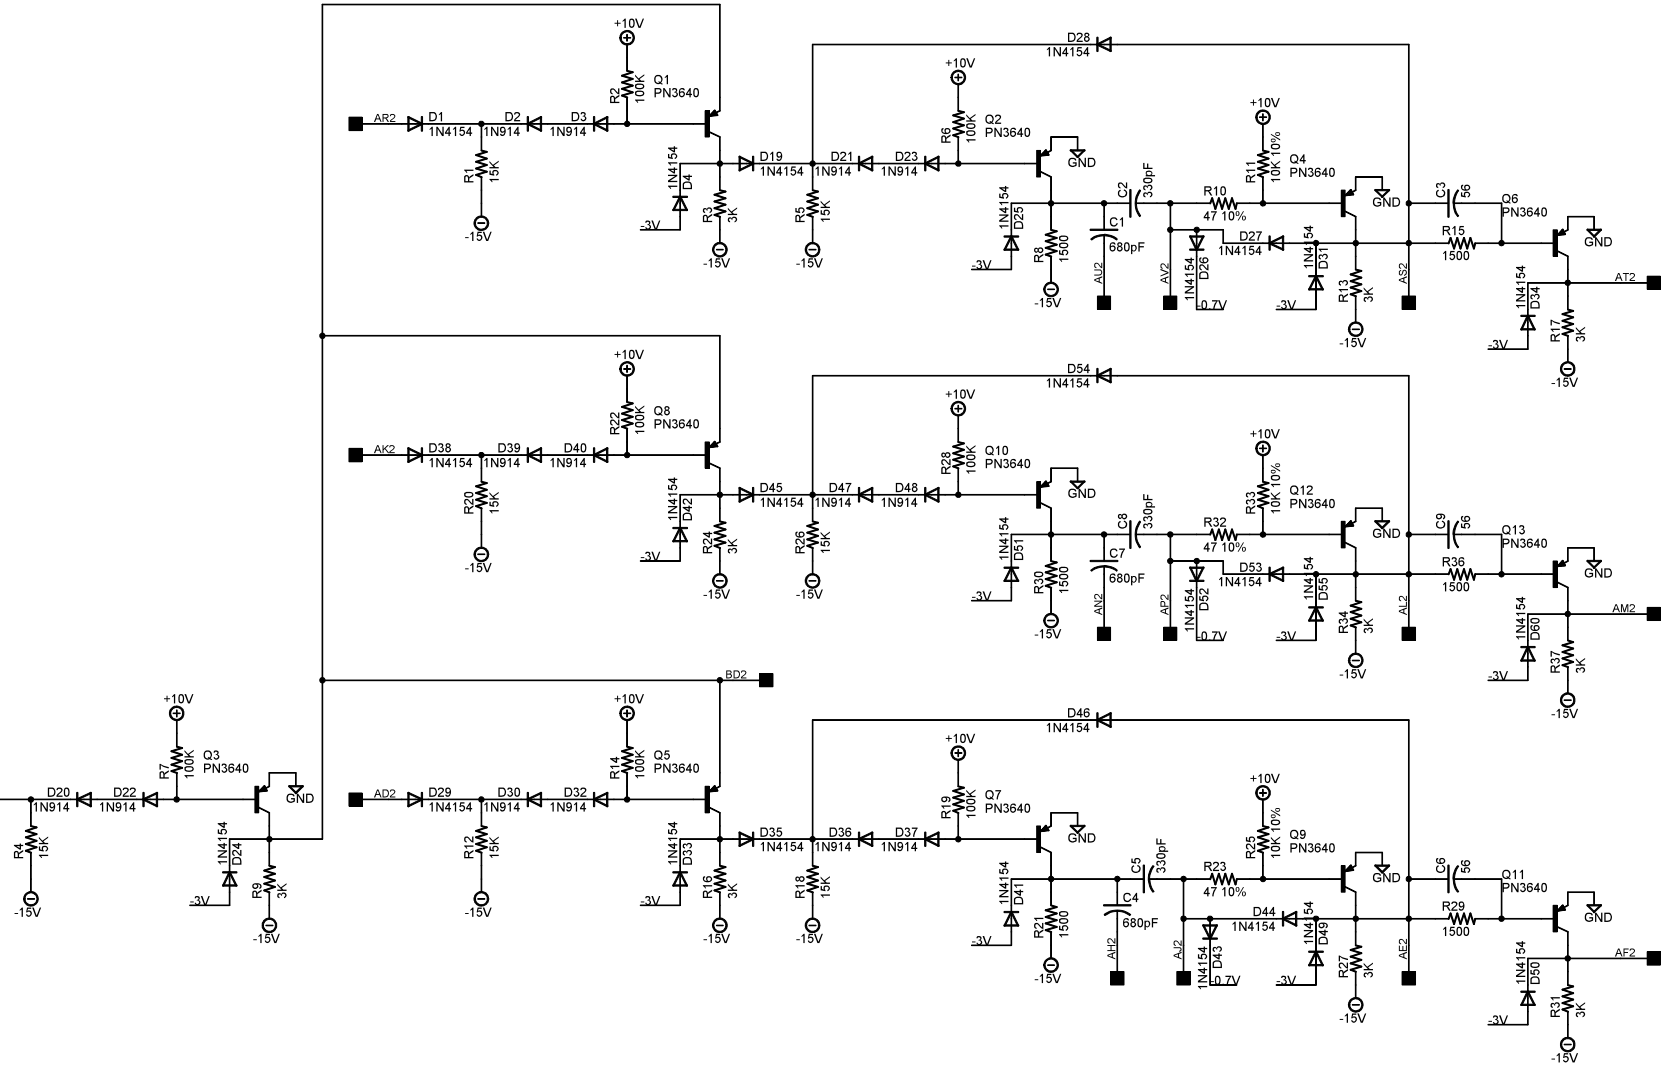 +10V
R2
100K
Q1
PN3640
AR2
D1
1N4154
D2
1N914
D3
1N914
R1
15K
-15V
1N4154
D4
-3V
R3
3K
-15V
D19
1N4154
D28
1N4154
D21
1N914
D23
1N914
R5
15K
-15V
+10V
R6
100K
Q2
PN3640
GND
1N4154
D25
-3V
R8
1500
-15V
C1
680pF
AU2
C2
330pF
AV2
R10
47 10%
1N4154
D26
-0.7V
D27
1N4154
+10V
R11
10K 10%
Q4
PN3640
GND
1N4154
D31
-3V
R13
3K
-15V
AS2
C3
56
R15
1500
Q6
PN3640
GND
1N4154
D34
-3V
R17
3K
-15V
AT2
+10V
R22
100K
Q8
PN3640
AK2
D38
1N4154
D39
1N914
D40
1N914
R20
15K
-15V
1N4154
D42
-3V
R24
3K
-15V
D45
1N4154
D54
1N4154
D47
1N914
D48
1N914
R26
15K
-15V
+10V
R28
100K
Q10
PN3640
GND
1N4154
D51
-3V
R30
1500
-15V
C7
680pF
AN2
C8
330pF
AP2
R32
47 10%
1N4154
D52
-0.7V
D53
1N4154
+10V
R33
10K 10%
Q12
PN3640
GND
1N4154
D55
-3V
R34
3K
-15V
AL2
C9
56
R36
1500
Q13
PN3640
GND
1N4154
D60
-3V
R37
3K
-15V
AM2
BD2
+10V
R7
100K
Q3
PN3640
GND
D20
1N914
D22
1N914
R4
15K
-15V
1N4154
D24
-3V
R9
3K
-15V
+10V
R14
100K
Q5
PN3640
AD2
D29
1N4154
D30
1N914
D32
1N914
R12
15K
-15V
1N4154
D33
-3V
R16
3K
-15V
D35
1N4154
D46
1N4154
D36
1N914
D37
1N914
R18
15K
-15V
+10V
R19
100K
Q7
PN3640
GND
1N4154
D41
-3V
R21
1500
-15V
C4
680pF
AH2
C5
330pF
AJ2
R23
47 10%
1N4154
D43
-0.7V
D44
1N4154
+10V
R25
10K 10%
Q9
PN3640
GND
1N4154
D49
-3V
R27
3K
-15V
AE2
C6
56
R29
1500
Q11
PN3640
GND
1N4154
D50
-3V
R31
3K
-15V
AF2